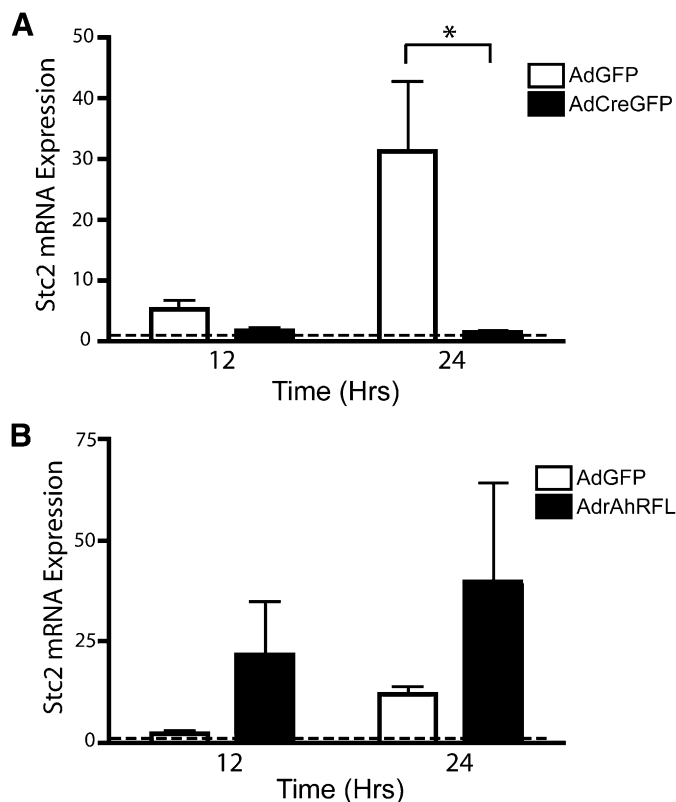 A
50
40
30
20
10
0
Stc2 mRNA Expression
*
AdGFP
AdCreGFP
12
24
Time (Hrs)
B
75
50
25
0
Stc2 mRNA Expression
AdGFP
AdrAhRFL
12
24
Time (Hrs)